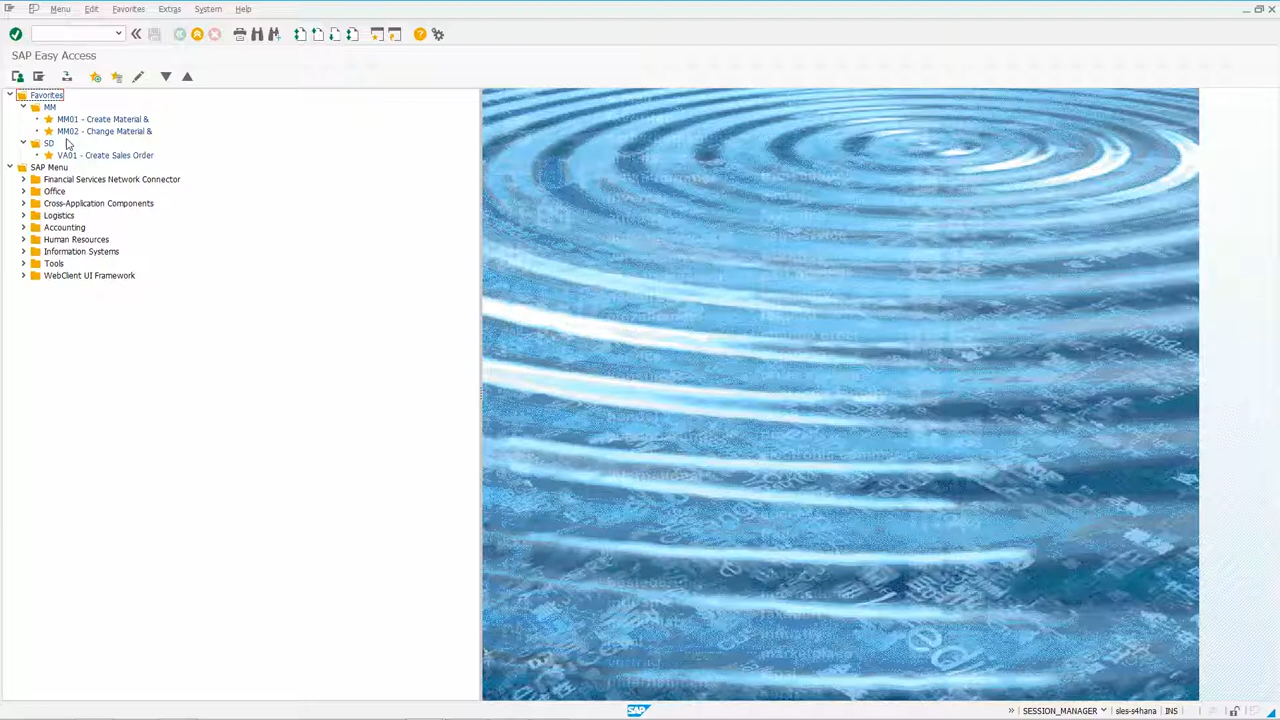 Menu Edit Favorites Extras System Help
SAP Easy Access
Favorites
MM
MM01 - Create Material &
MM02 - Change Material &
SD
VA01 - Create Sales Order
SAP Menu
Financial Services Network Connector
Office
Cross-Application Components
Logistics
Accounting
Human Resources
Information Systems
Tools
WebClient UI Framework
SAP
SESSION_MANAGER sles-s4hana INS